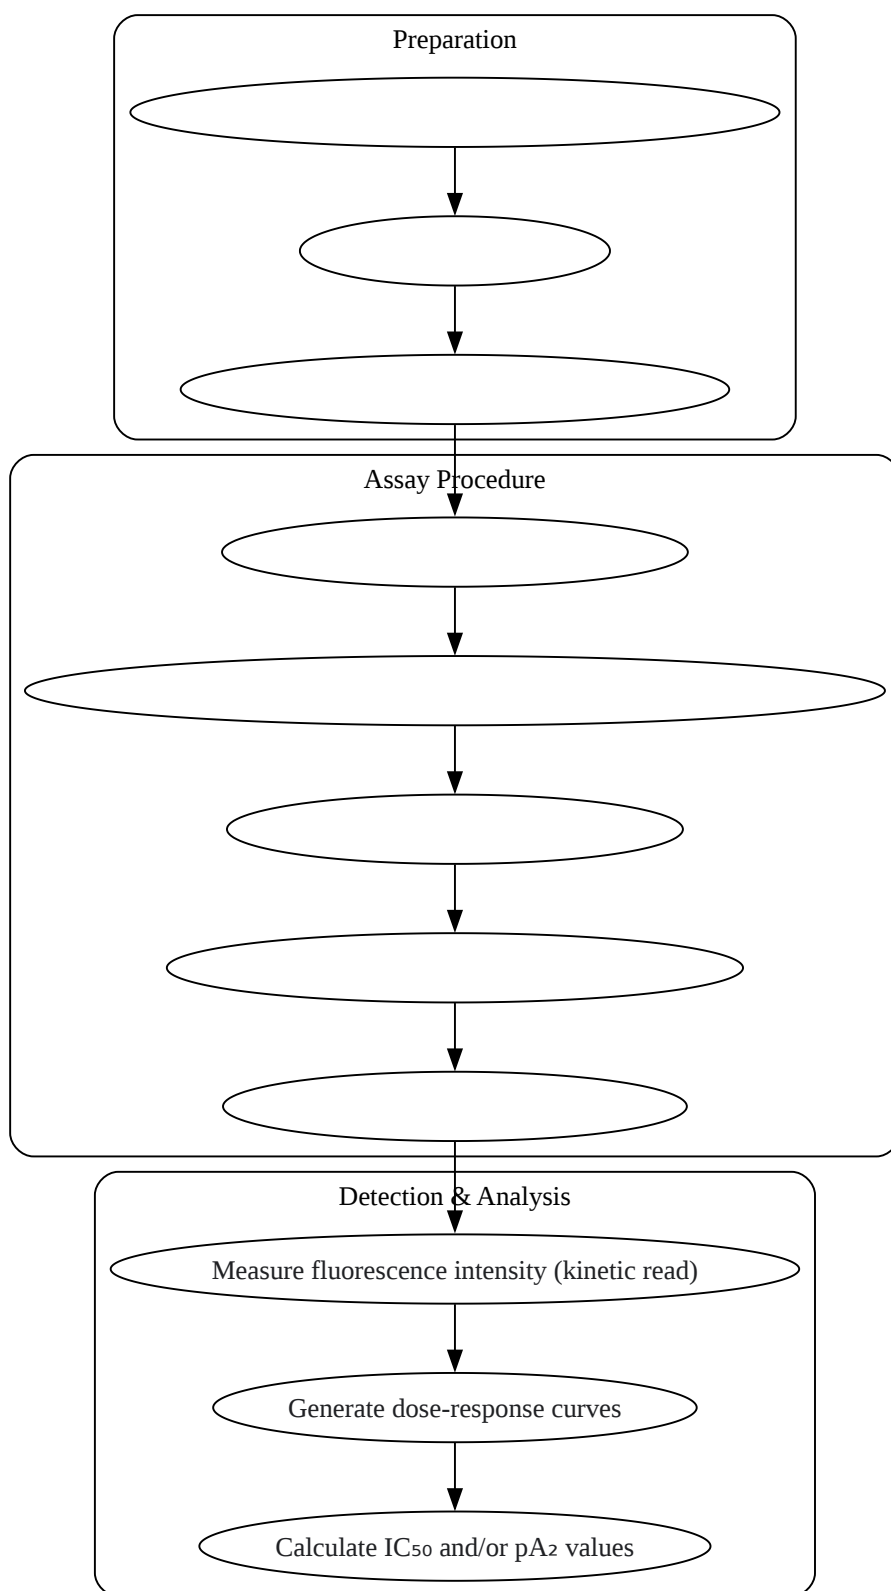 Preparation
Assay Procedure
Detection & Analysis
Measure fluorescence intensity (kinetic read)
Generate dose-response curves
Calculate IC₅₀ and/or pA₂ values